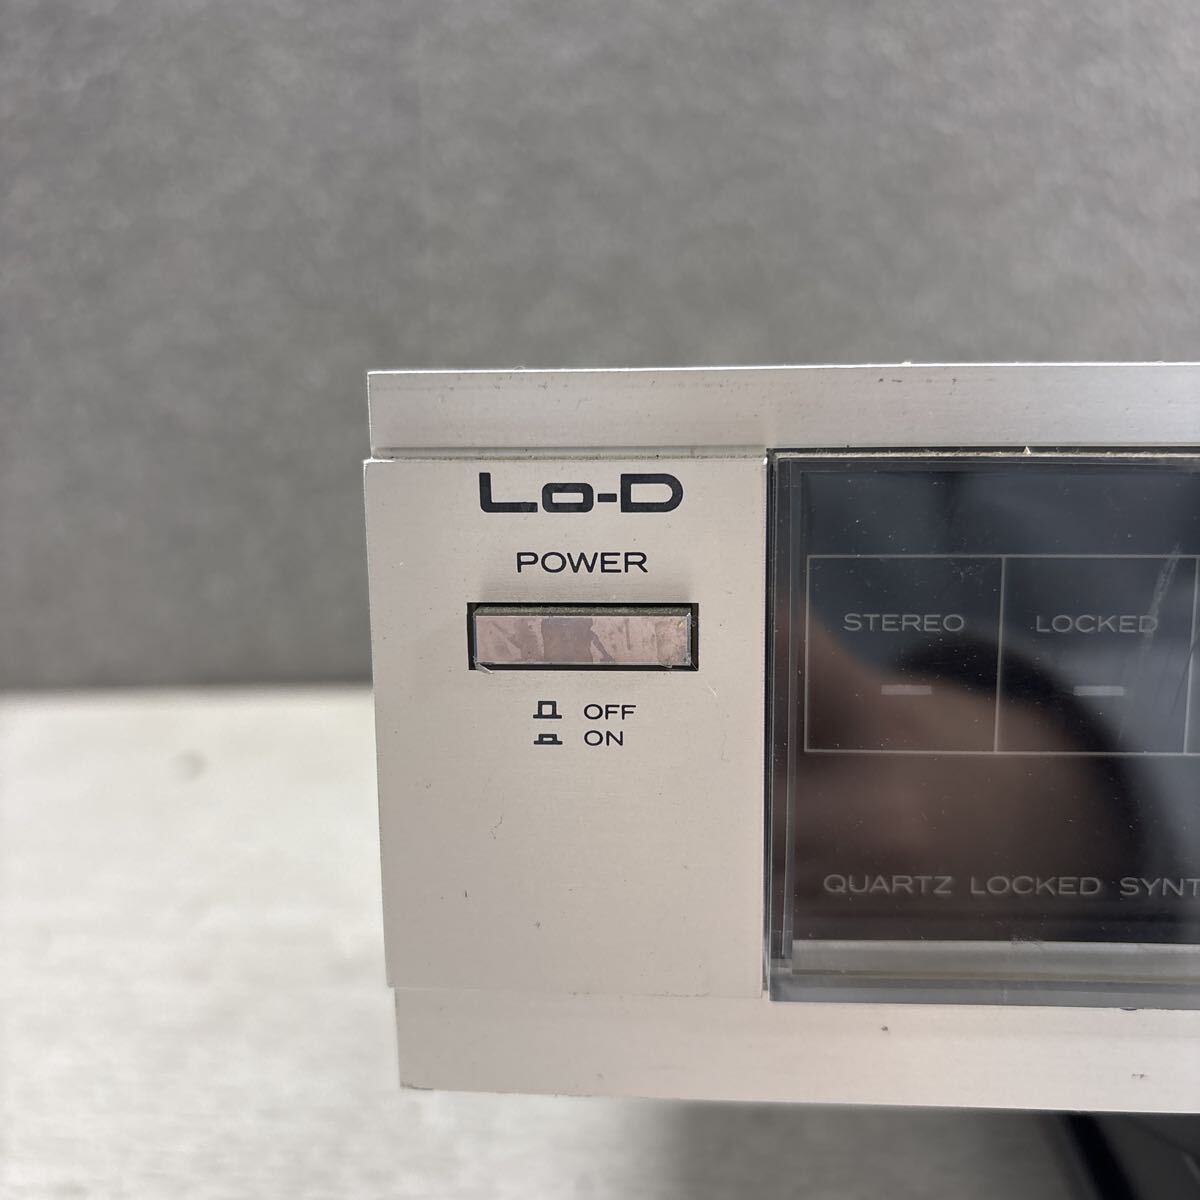 Lo-D
POWER
OFF
ON
STEREO
LOCKED
QUARTZ LOCKED SYNT